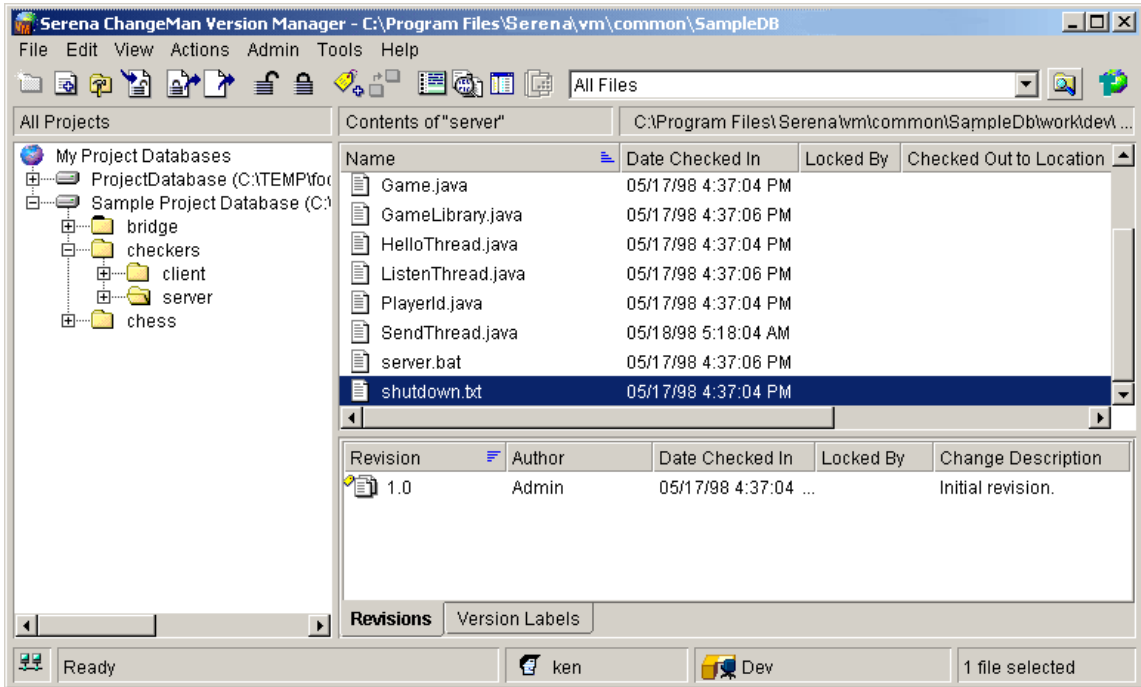 Serena ChangeMan Version Manager - C:\Program Files\Serena\vm\common\SampleDB
File Edit View Actions Admin Tools Help
All Files
All Projects
Contents of "server"
C:\Program Files\Serena\vm\common\SampleDb\work\dev\ ...
My Project Databases
ProjectDatabase (C:\TEMP\foo
Sample Project Database (C:\
bridge
checkers
client
server
chess
Name Date Checked In Locked By Checked Out to Location
Game.java 05/17/98 4:37:04 PM
GameLibrary.java 05/17/98 4:37:06 PM
HelloThread.java 05/17/98 4:37:04 PM
ListenThread.java 05/17/98 4:37:06 PM
PlayerId.java 05/17/98 4:37:04 PM
SendThread.java 05/18/98 5:18:04 AM
server.bat 05/17/98 4:37:06 PM
shutdown.txt 05/17/98 4:37:04 PM
Revision Author Date Checked In Locked By Change Description
1.0 Admin 05/17/98 4:37:04 ... Initial revision.
Revisions Version Labels
Ready ken Dev 1 file selected